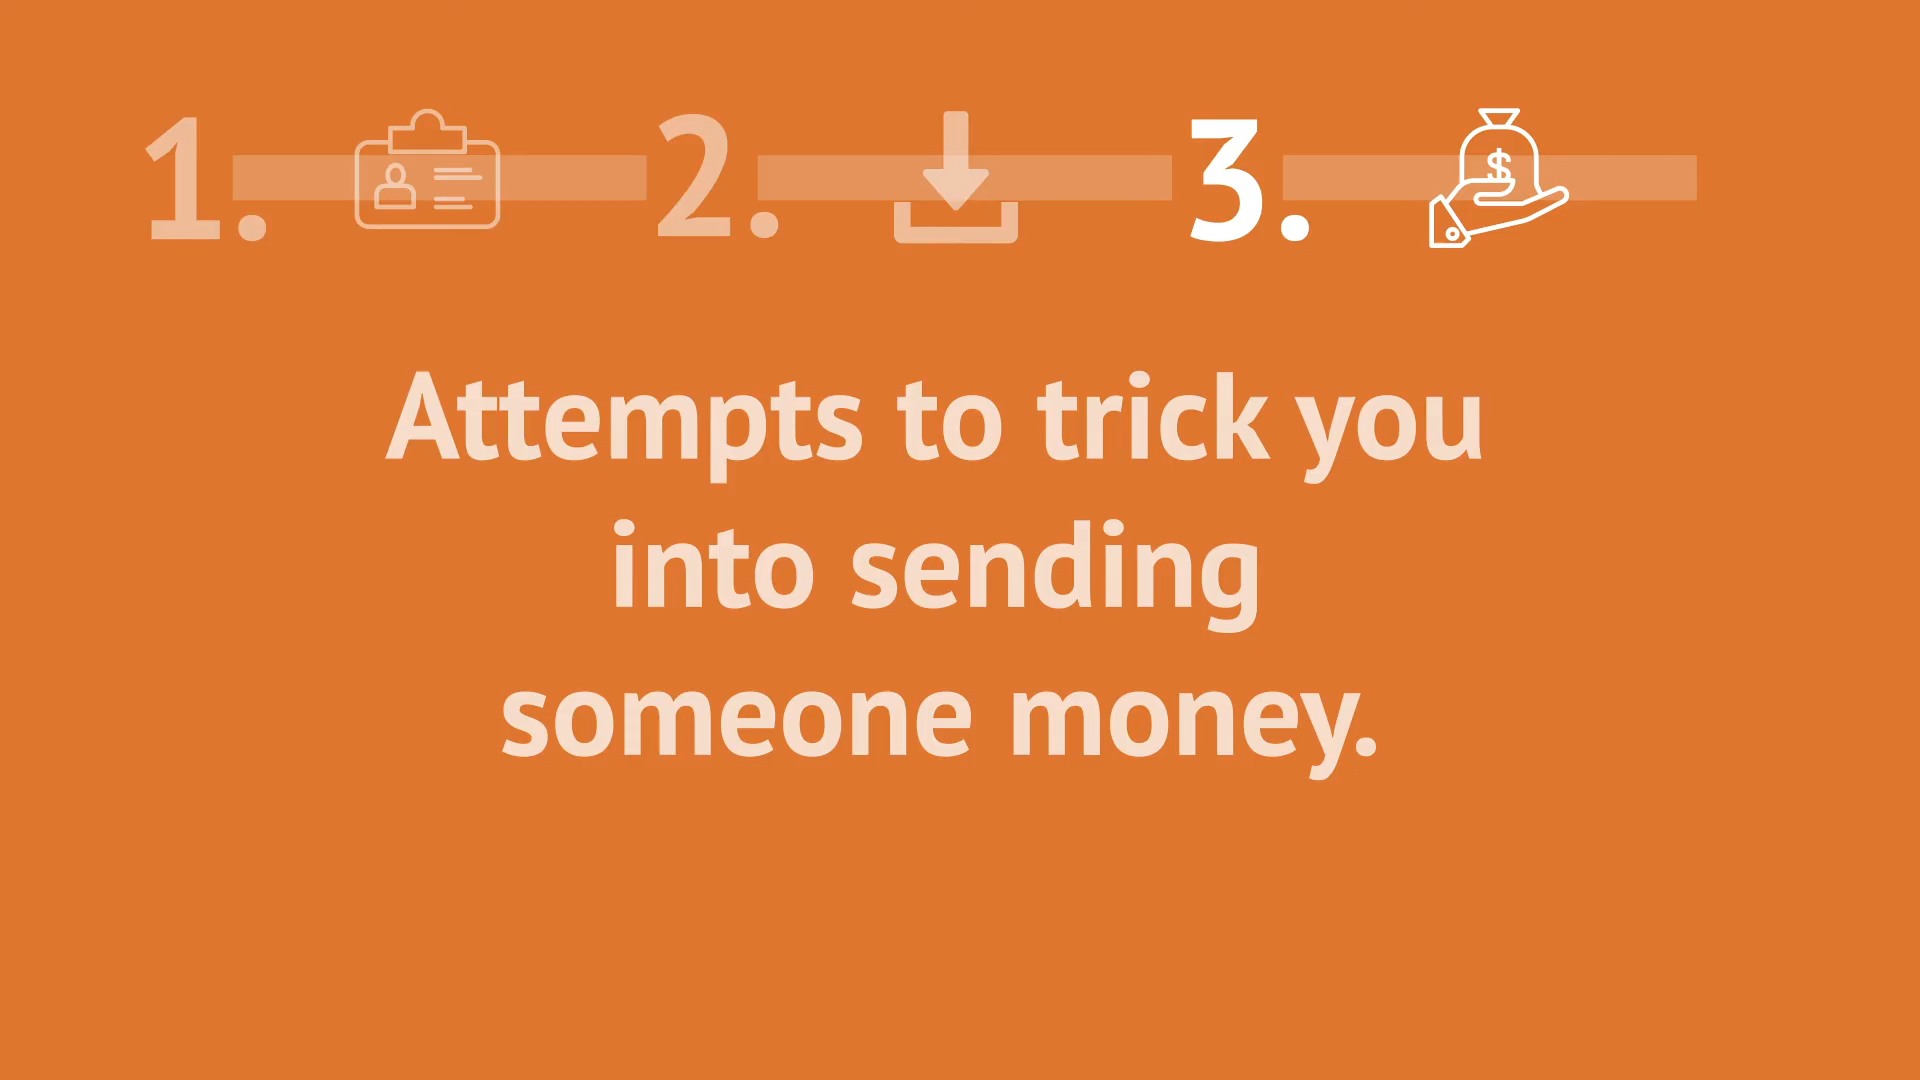 1. 2. 3. $
Attempts to trick you
into sending
someone money.